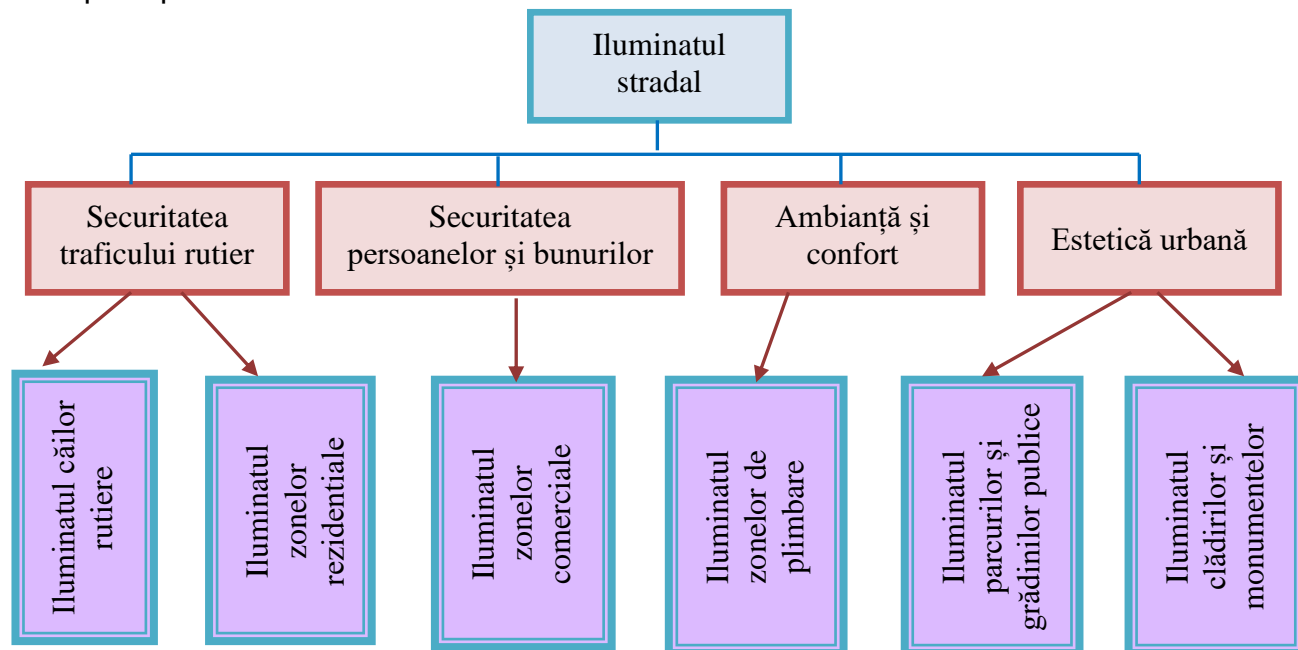 Iluminatul
stradal
Securitatea
traficului rutier
Securitatea
persoanelor și bunurilor
Ambianță și
confort
Estetică urbană
Iluminatul căilor
rutiere
Iluminatul
zonelor
rezidentiale
Iluminatul
zonelor
comerciale
Iluminatul
zonelor de
plimbare
Iluminatul
parcurilor și
grădinilor publice
Iluminatul
clădirilor și
monumentelor